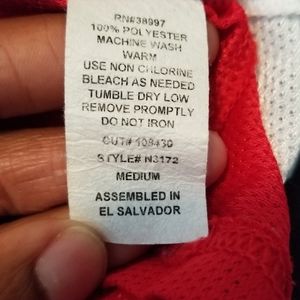 RN#38997
100% POLYESTER
MACHINE WASH
WARM
USE NON CHLORINE
BLEACH AS NEEDED
TUMBLE DRY LOW
REMOVE PROMPTLY
DO NOT IRON
CUT# 108430
STYLE# N3172
MEDIUM
ASSEMBLED IN
EL SALVADOR